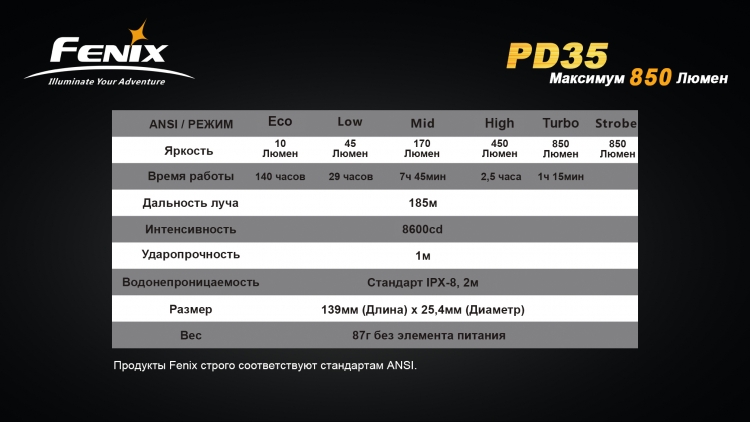 FENIX
Illuminate Your Adventure
PD35
Максимум 850 Люмен
ANSI / РЕЖИМ Eco Low Mid High Turbo Strobe
Яркость 10 Люмен 45 Люмен 170 Люмен 450 Люмен 850 Люмен 850 Люмен
Время работы 140 часов 29 часов 7ч 45мин 2,5 часа 1ч 15мин
Дальность луча 185м
Интенсивность 8600cd
Ударопрочность 1м
Водонепроницаемость Стандарт IPX-8, 2м
Размер 139мм (Длина) x 25,4мм (Диаметр)
Вес 87г без элемента питания
Продукты Fenix строго соответствуют стандартам ANSI.